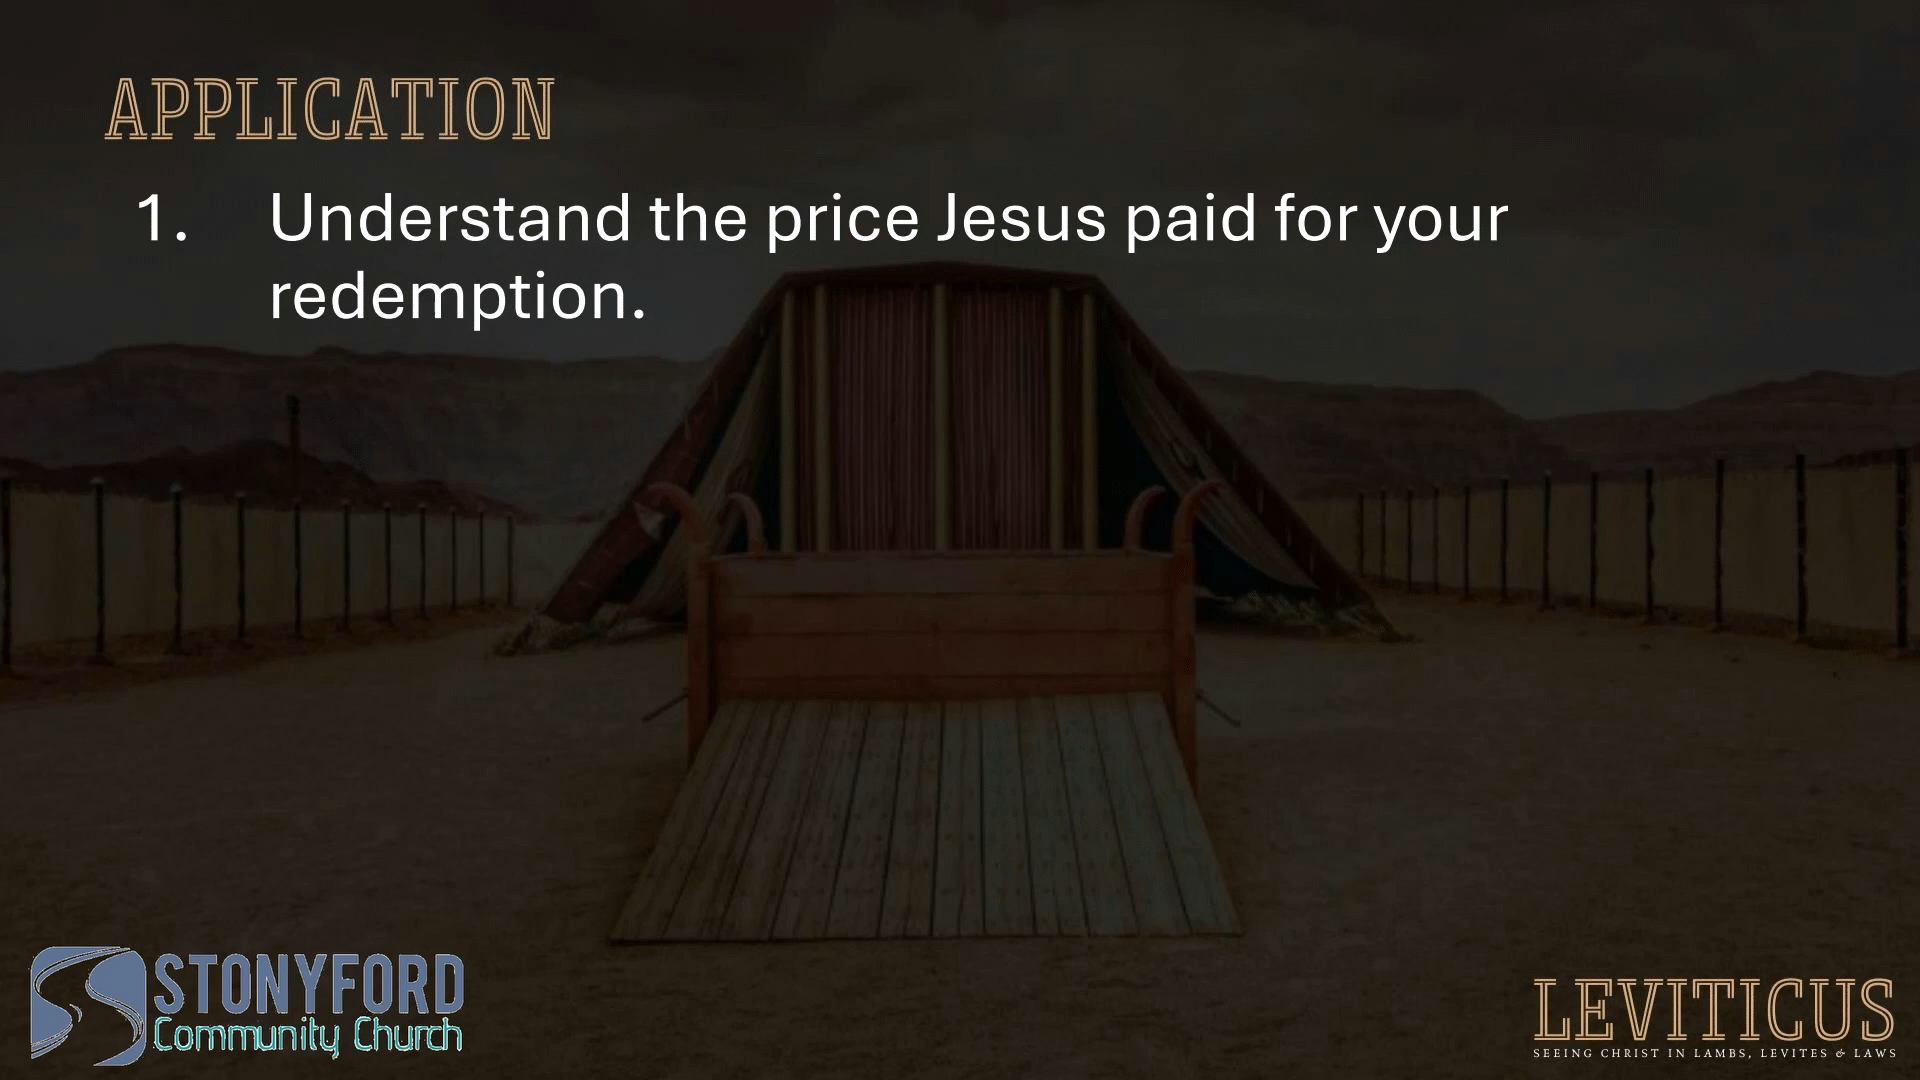 APPLICATION
1. Understand the price Jesus paid for your
redemption.
STONYFORD
Community Church
LEVITICUS
SEEING CHRIST IN LAMBS, LEVITES & LAWS